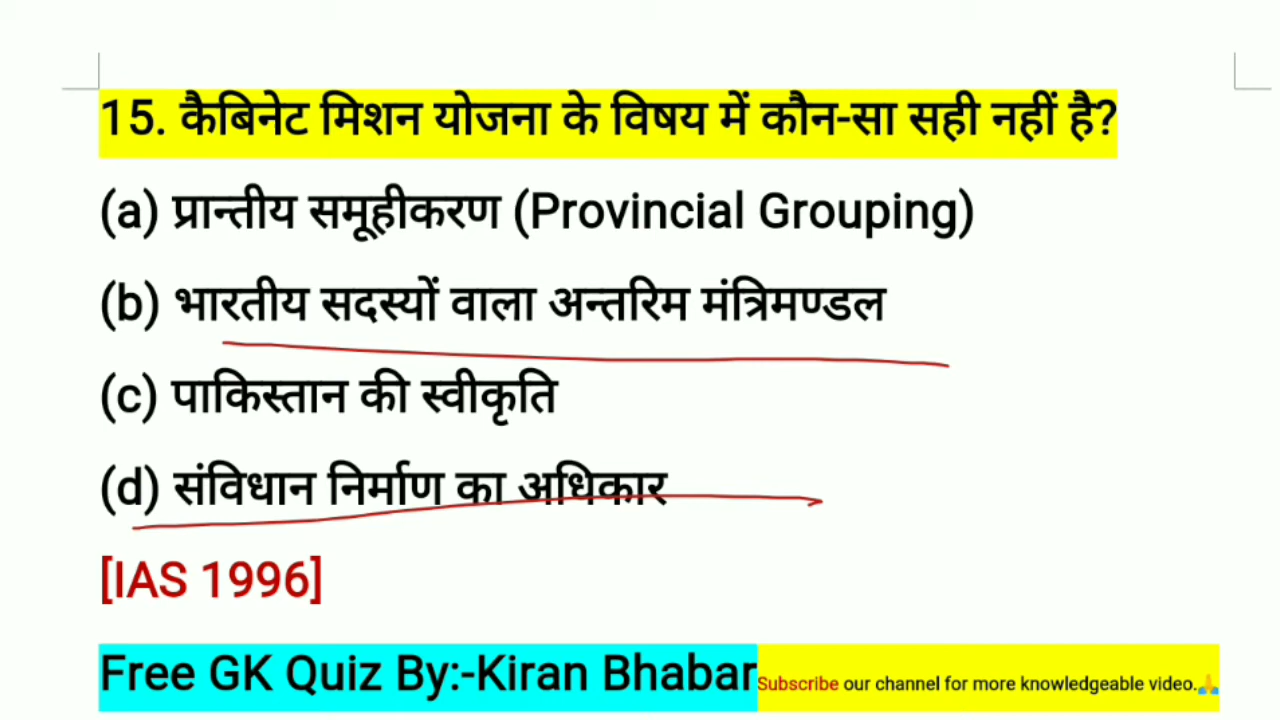 15. कैबिनेट मिशन योजना के विषय में कौन-सा सही नहीं है?
(a) प्रान्तीय समूहीकरण (Provincial Grouping)
(b) भारतीय सदस्यों वाला अन्तरिम मंत्रिमण्डल
(c) पाकिस्तान की स्वीकृति
(d) संविधान निर्माण का अधिकार
[IAS 1996]
Free GK Quiz By:-Kiran Bhabar Subscribe our channel for more knowledgeable video.🙏